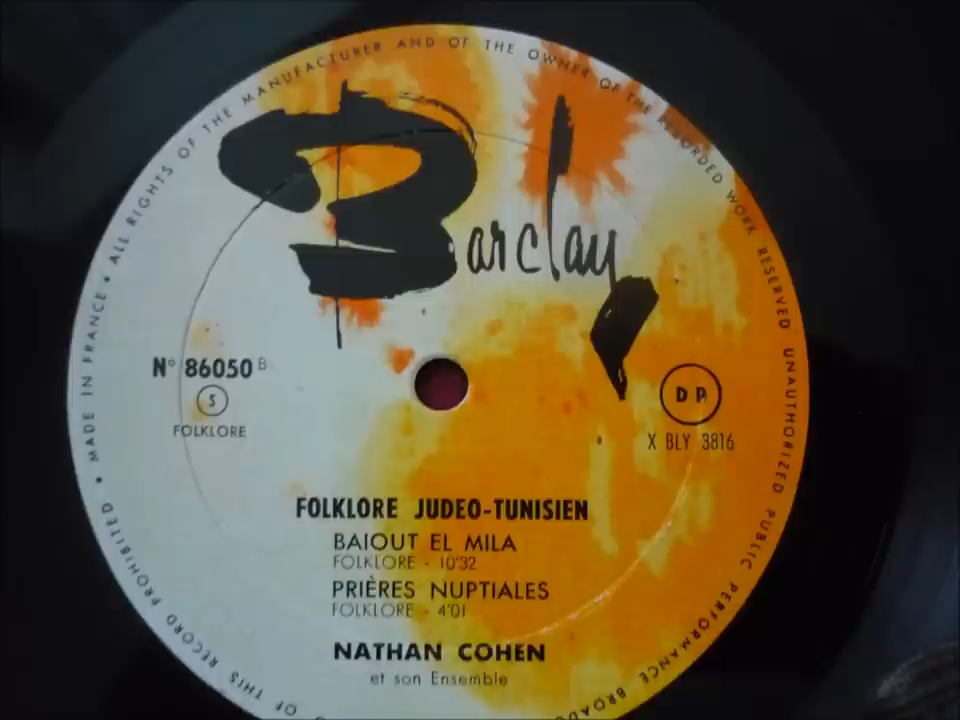 MADE IN FRANCE • ALL RIGHTS OF THE MANUFACTURER AND OF THE OWNER OF THE RECORDED WORK RESERVED UNAUTHORIZED PUBLIC PERFORMANCE BROADC
OF THIS RECORD PROHIBITED •
Barclay
N° 86050 B
S
FOLKLORE
DP
X BLY 3816
FOLKLORE JUDEO-TUNISIEN
BAIOUT EL MILA
FOLKLORE - 10'32
PRIÈRES NUPTIALES
FOLKLORE - 4'01
NATHAN COHEN
et son Ensemble